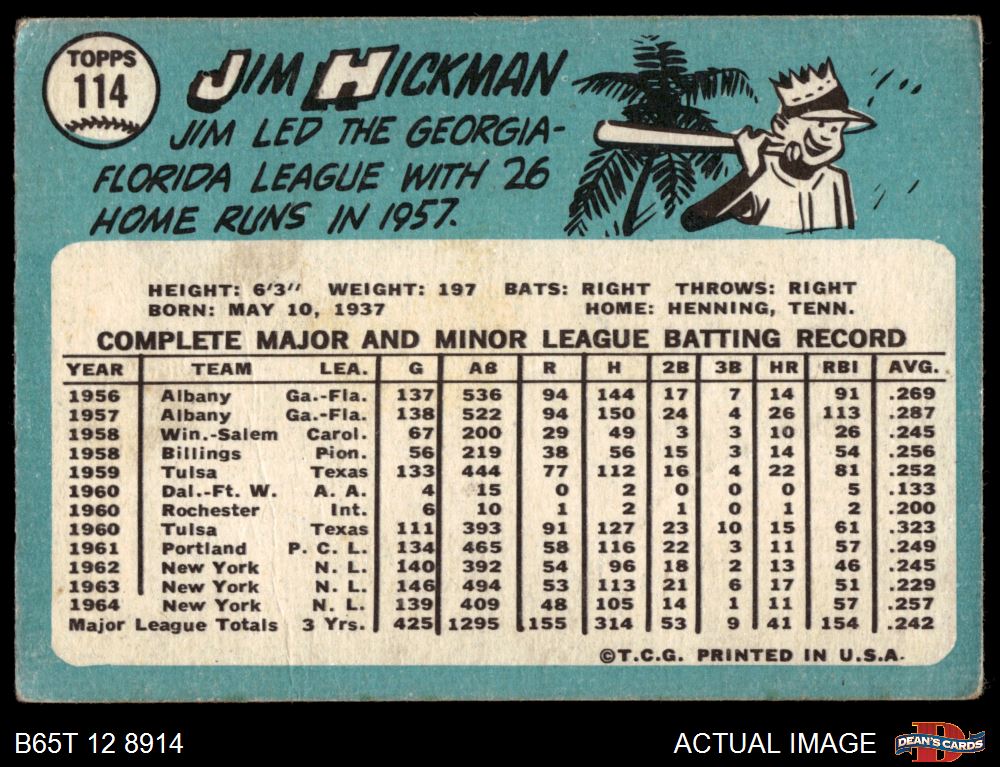 TOPPS
114
JIM HICKMAN
JIM LED THE GEORGIA-
FLORIDA LEAGUE WITH 26
HOME RUNS IN 1957.
HEIGHT: 6'3" WEIGHT: 197 BATS: RIGHT THROWS: RIGHT
BORN: MAY 10, 1937 HOME: HENNING, TENN.
COMPLETE MAJOR AND MINOR LEAGUE BATTING RECORD
YEAR TEAM LEA. G AB R H 2B 3B HR RBI AVG.
1956 Albany Ga.-Fla. 137 536 94 144 17 7 14 91 .269
1957 Albany Ga.-Fla. 138 522 94 150 24 4 26 113 .287
1958 Win.-Salem Carol. 67 200 29 49 3 3 10 26 .245
1958 Billings Pion. 56 219 38 56 15 3 14 54 .256
1959 Tulsa Texas 133 444 77 112 16 4 22 81 .252
1960 Dal.-Ft. W. A. A. 4 15 0 2 0 0 0 5 .133
1960 Rochester Int. 6 10 1 2 1 0 1 2 .200
1960 Tulsa Texas 111 393 91 127 23 10 15 61 .323
1961 Portland P. C. L. 134 465 58 116 22 3 11 57 .249
1962 New York N. L. 140 392 54 96 18 2 13 46 .245
1963 New York N. L. 146 494 53 113 21 6 17 51 .229
1964 New York N. L. 139 409 48 105 14 1 11 57 .257
Major League Totals 3 Yrs. 425 1295 155 314 53 9 41 154 .242
©T.C.G. PRINTED IN U.S.A.
B65T 12 8914 ACTUAL IMAGE DEAN'S CARDS